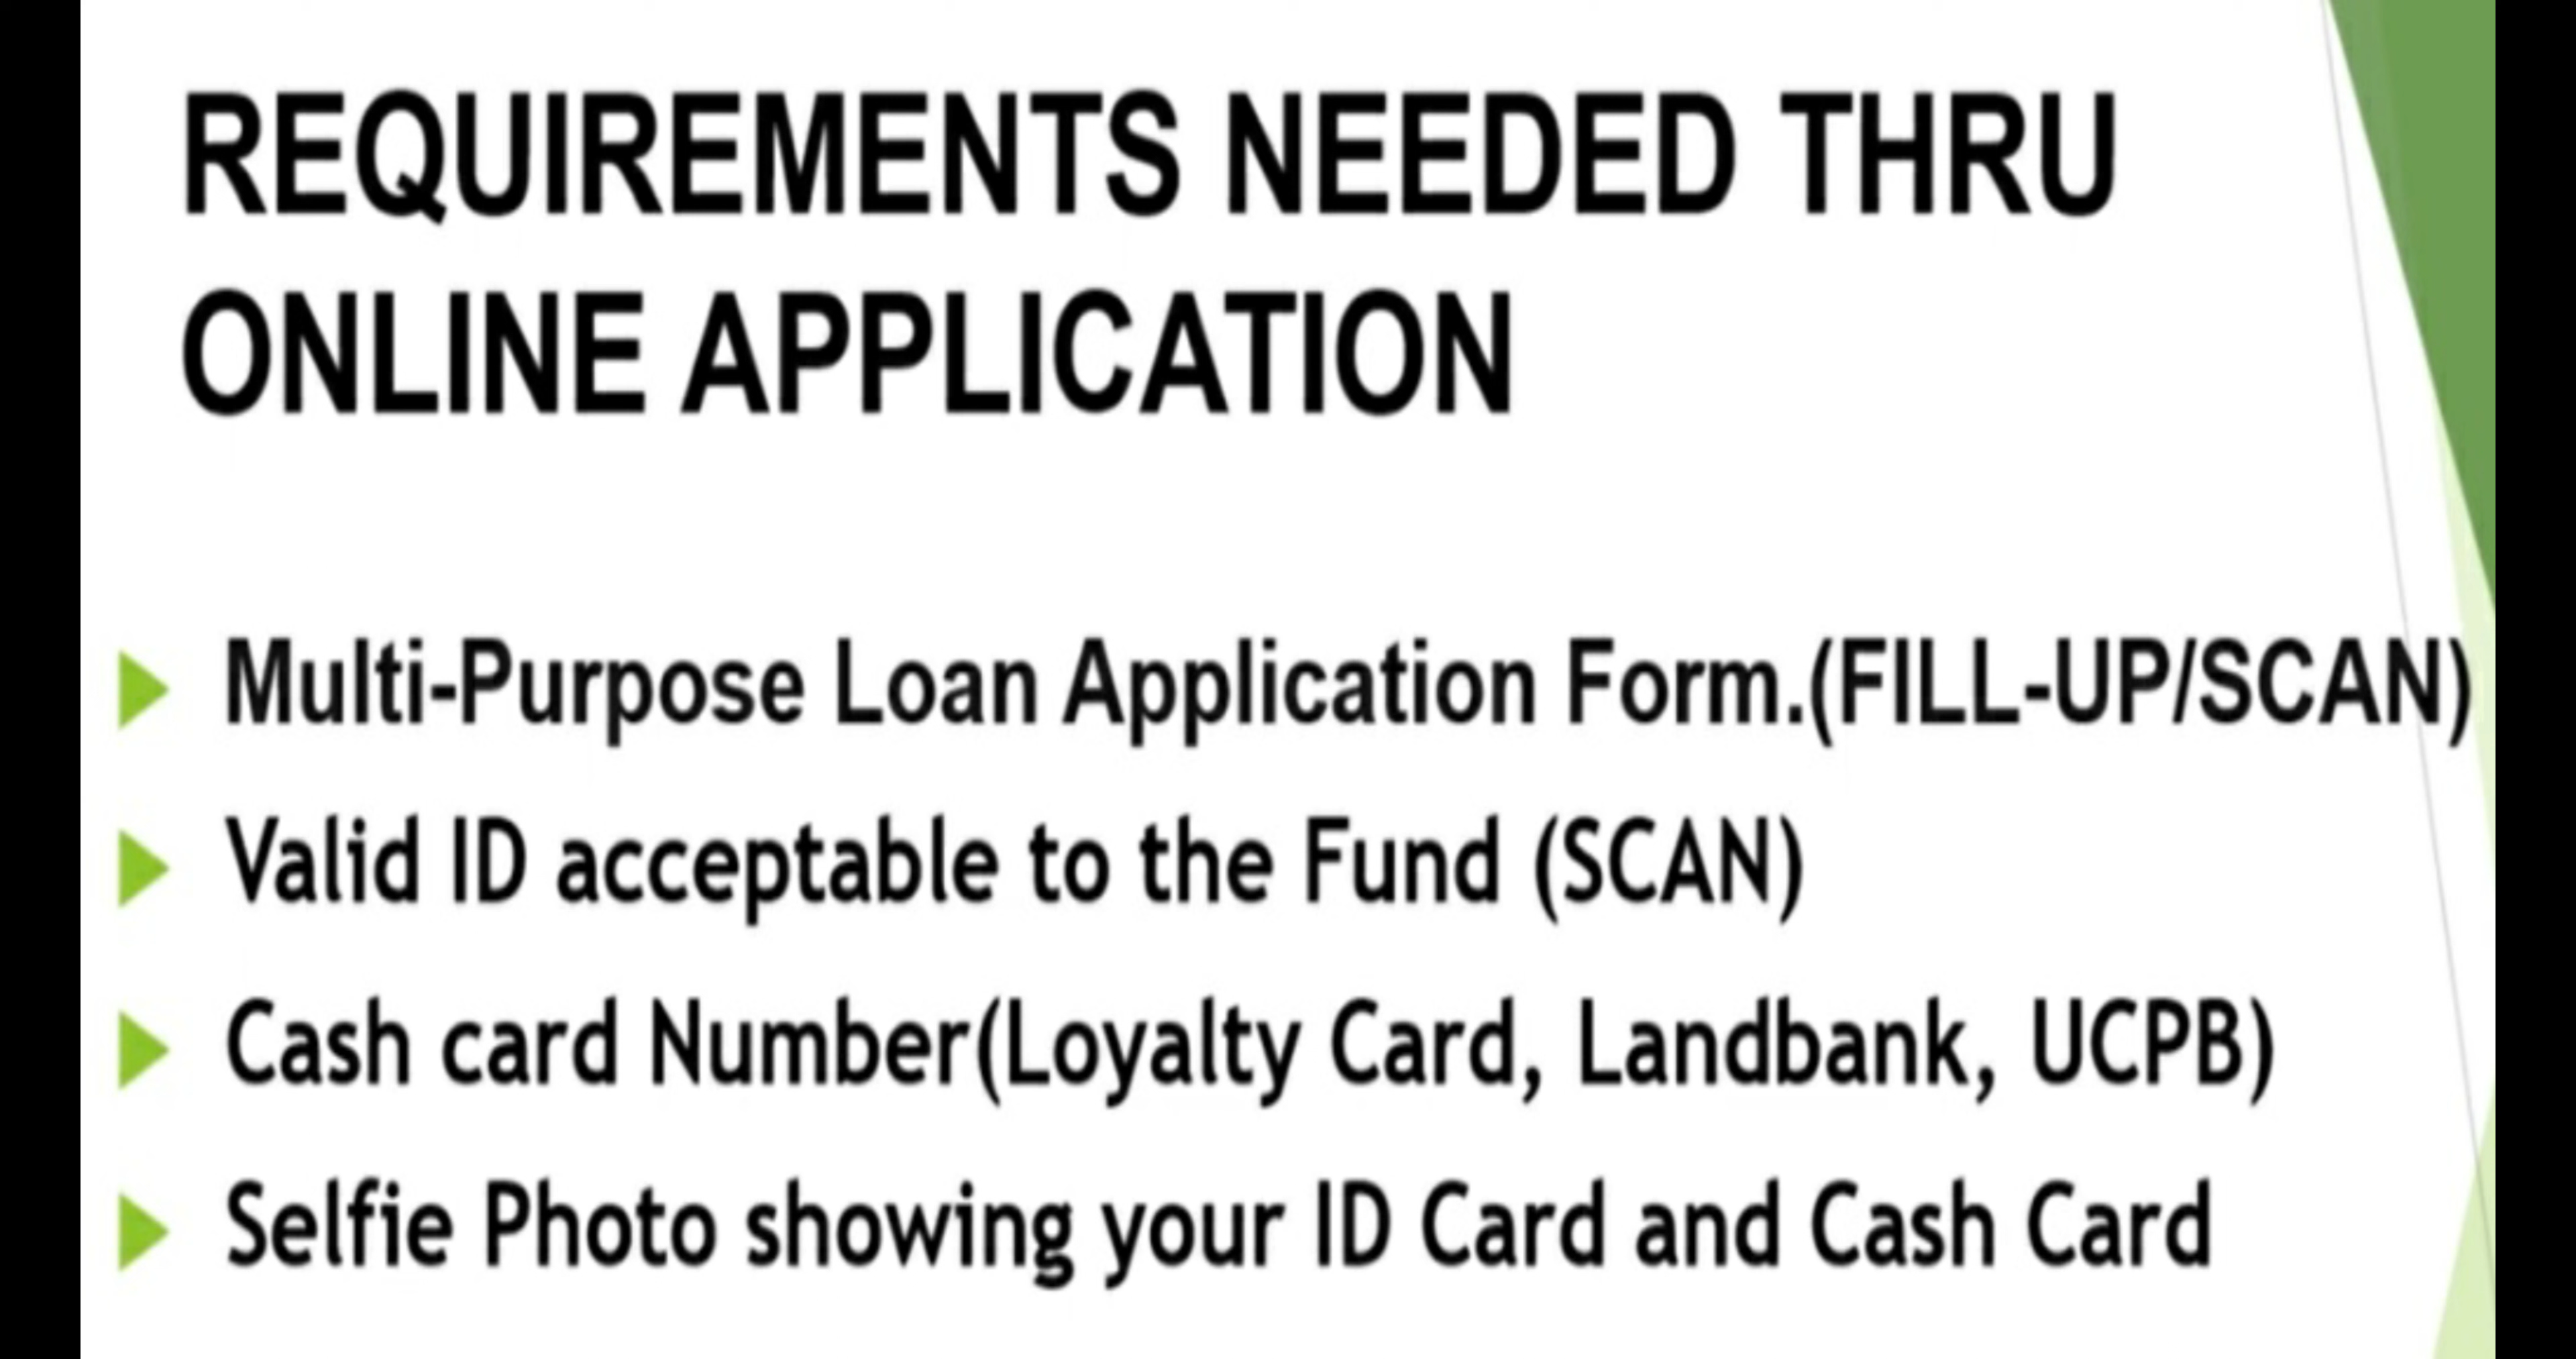 REQUIREMENTS NEEDED THRU
ONLINE APPLICATION
Multi-Purpose Loan Application Form.(FILL-UP/SCAN)
Valid ID acceptable to the Fund (SCAN)
Cash card Number(Loyalty Card, Landbank, UCPB)
Selfie Photo showing your ID Card and Cash Card